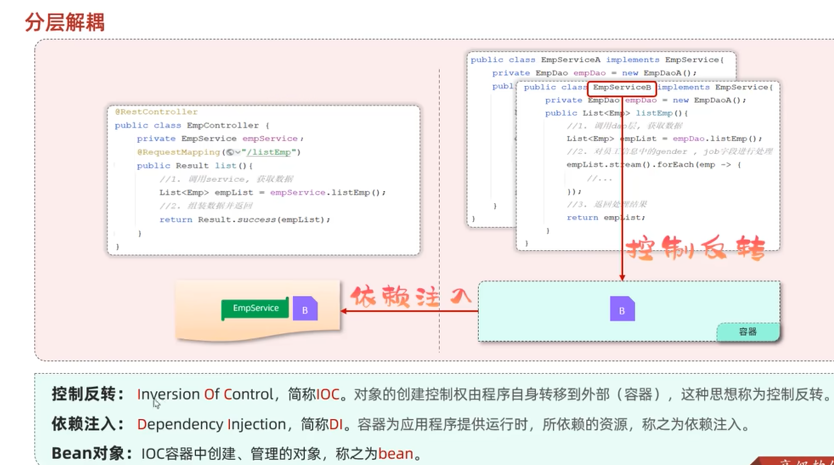 分层解耦
@RestController
public class EmpController {
private EmpService empService;
@RequestMapping("/listEmp")
public Result list(){
//1. 调用service, 获取数据
List<Emp> empList = empService.listEmp();
//2. 组装数据并返回
return Result.success(empList);
}
}
public class EmpServiceA implements EmpService{
private EmpDao empDao = new EmpDaoA();
publ
}
}
public class EmpServiceB implements EmpService{
private EmpDao empDao = new EmpDaoA();
public List<Emp> listEmp(){
//1. 调用dao层, 获取数据
List<Emp> empList = empDao.listEmp();
//2. 对员工信息中的gender , job字段进行处理
empList.stream().forEach(emp -> {
//...
});
//3. 返回处理结果
return empList;
}
}
控制反转
依赖注入
EmpService
B
B
容器
控制反转： Inversion Of Control，简称IOC。对象的创建控制权由程序自身转移到外部（容器），这种思想称为控制反转。
依赖注入： Dependency Injection，简称DI。容器为应用程序提供运行时，所依赖的资源，称之为依赖注入。
Bean对象：IOC容器中创建、管理的对象，称之为bean。